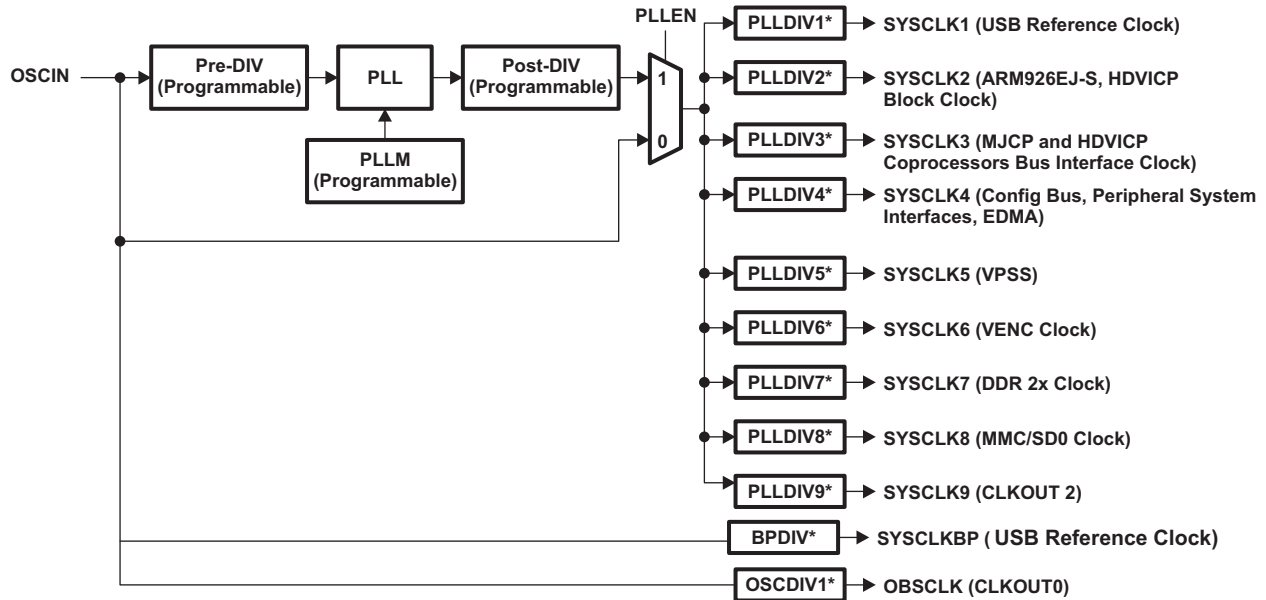 PLLEN
OSCIN
Pre-DIV
(Programmable)
PLL
Post-DIV
(Programmable)
PLLM
(Programmable)
1
0
PLLDIV1*
SYSCLK1 (USB Reference Clock)
PLLDIV2*
SYSCLK2 (ARM926EJ-S, HDVICP
Block Clock)
PLLDIV3*
SYSCLK3 (MJCP and HDVICP
Coprocessors Bus Interface Clock)
PLLDIV4*
SYSCLK4 (Config Bus, Peripheral System
Interfaces, EDMA)
PLLDIV5*
SYSCLK5 (VPSS)
PLLDIV6*
SYSCLK6 (VENC Clock)
PLLDIV7*
SYSCLK7 (DDR 2x Clock)
PLLDIV8*
SYSCLK8 (MMC/SD0 Clock)
PLLDIV9*
SYSCLK9 (CLKOUT 2)
BPDIV*
SYSCLKBP ( USB Reference Clock)
OSCDIV1*
OBSCLK (CLKOUT0)